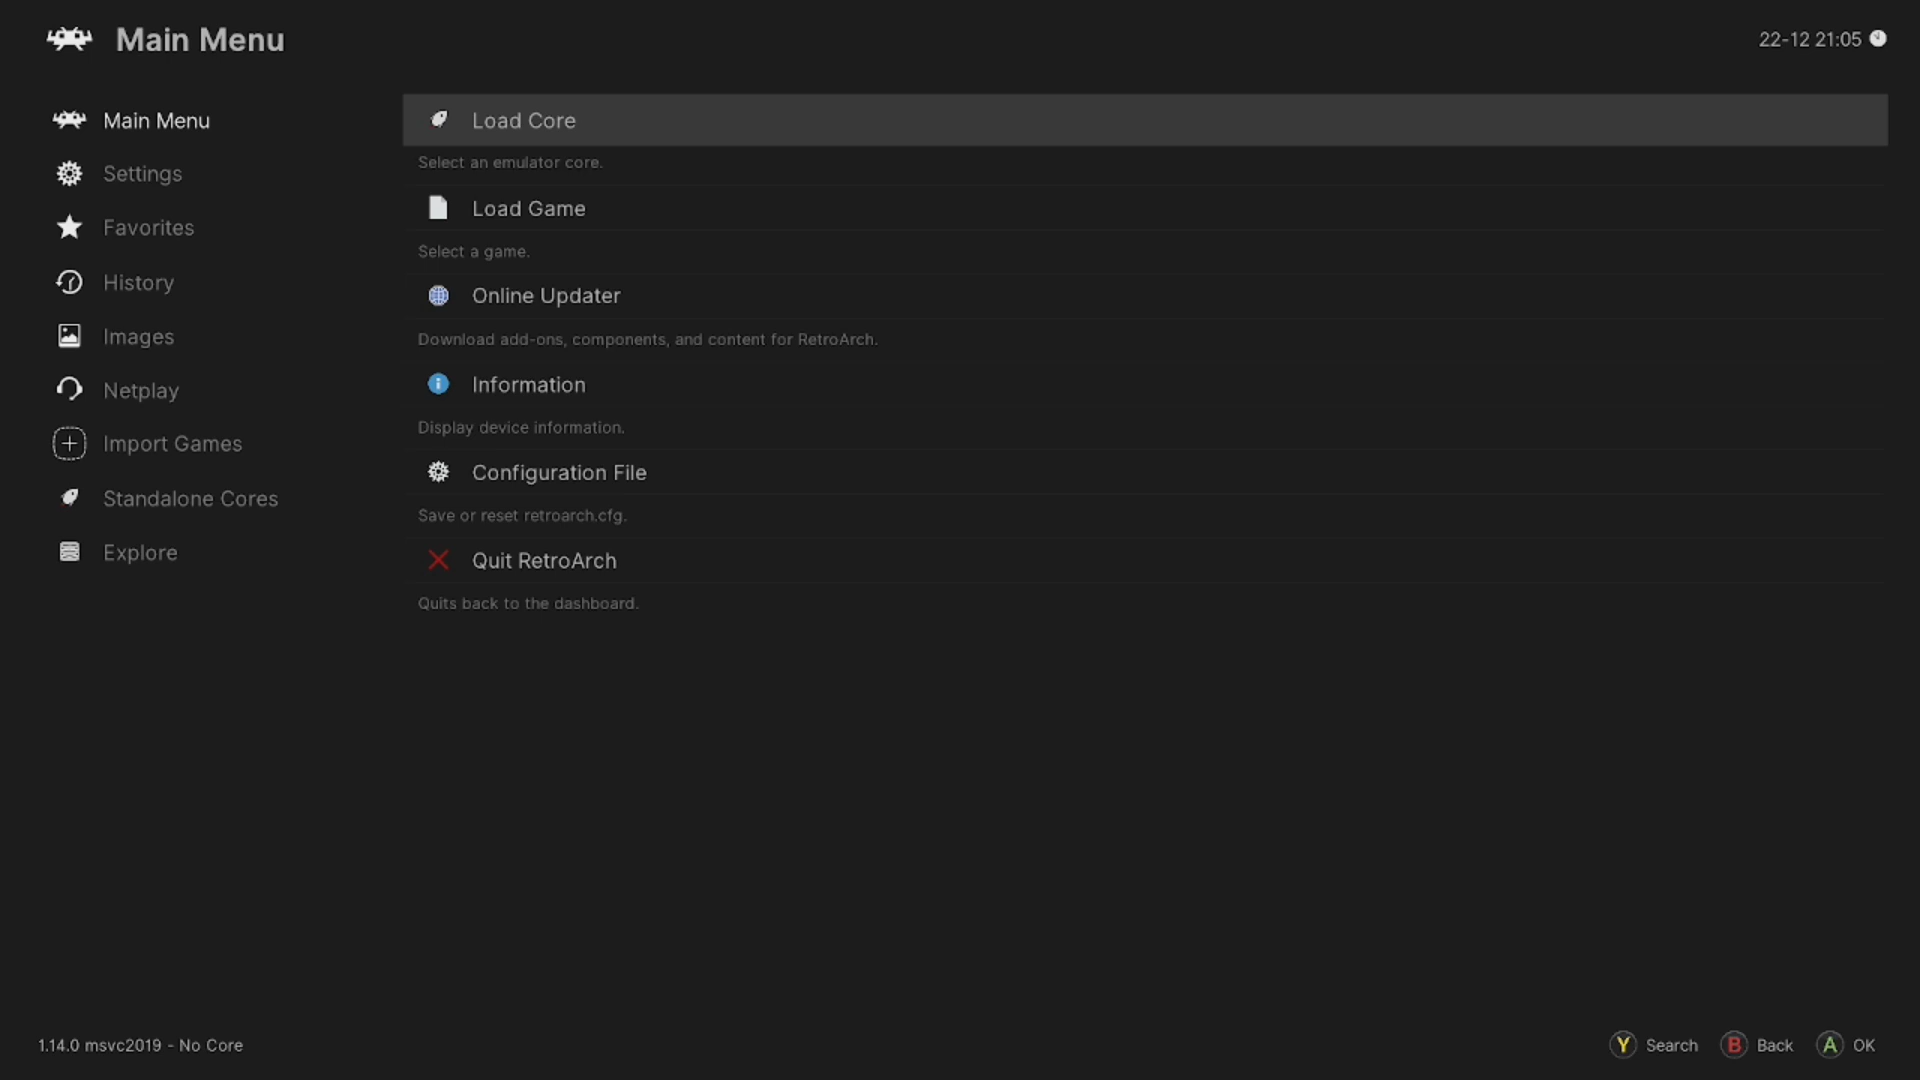 Main Menu
22-12 21:05
Main Menu
Settings
Favorites
History
Images
Netplay
Import Games
Standalone Cores
Explore
Load Core
Select an emulator core.
Load Game
Select a game.
Online Updater
Download add-ons, components, and content for RetroArch.
Information
Display device information.
Configuration File
Save or reset retroarch.cfg.
Quit RetroArch
Quits back to the dashboard.
1.14.0 msvc2019 - No Core
Y Search B Back A OK